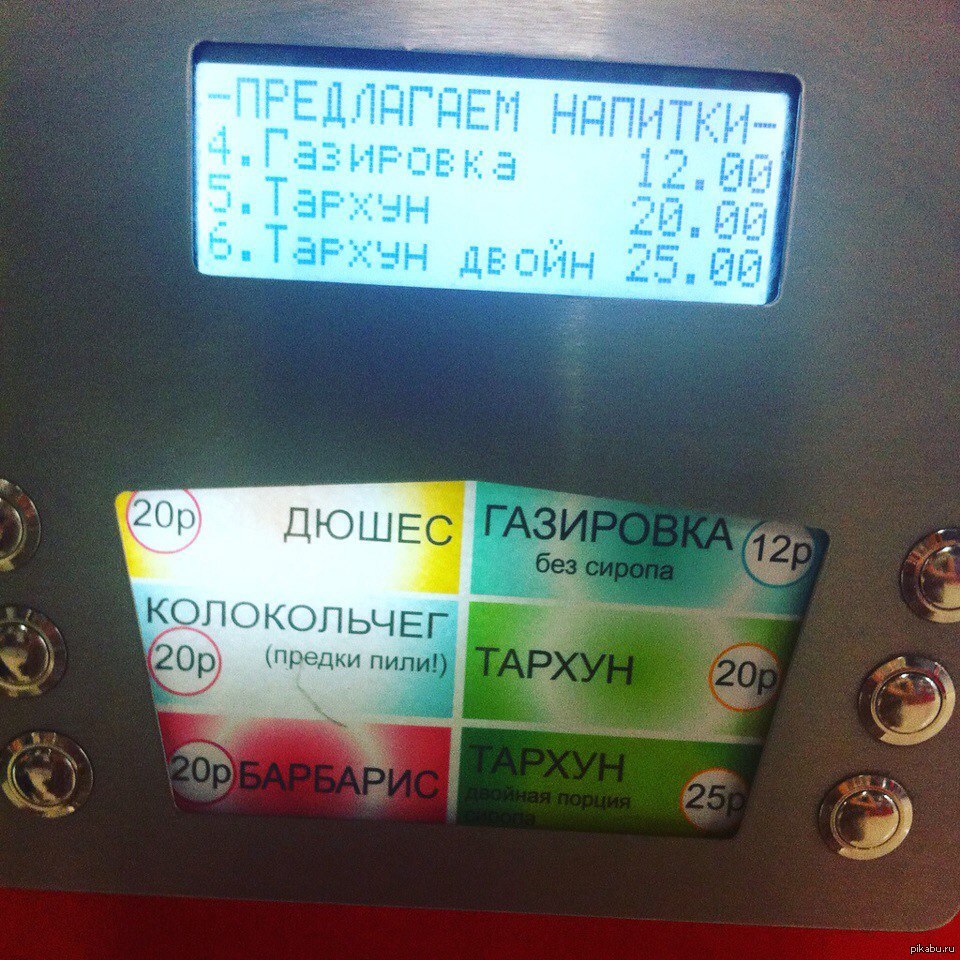 -ПРЕДЛАГАЕМ НАПИТКИ-
4.Газировка 12.00
5.Тархун 20.00
6.Тархун двойн 25.00
20р ДЮШЕС
КОЛОКОЛЬЧЕГ
20р (предки пили!)
20р БАРБАРИС
ГАЗИРОВКА 12р
без сиропа
ТАРХУН 20р
ТАРХУН
двойная порция 25р
сиропа
pikabu.ru